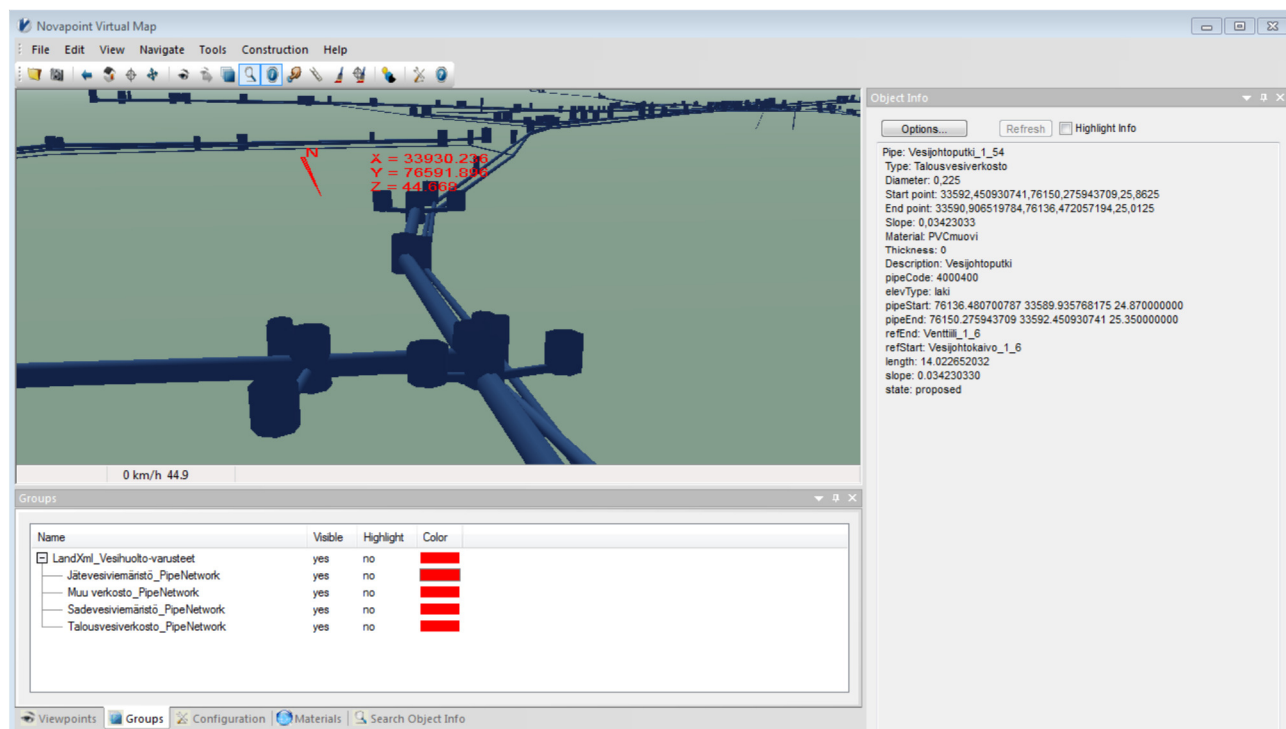 Novapoint Virtual Map
File Edit View Navigate Tools Construction Help
N
X = 33930.236
Y = 76591.896
Z = 44.669
0 km/h 44.9
Groups
Name Visible Highlight Color
LandXml_Vesihuolto-varusteet yes no
Jätevesiviemäristö_PipeNetwork yes no
Muu verkosto_PipeNetwork yes no
Sadevesiviemäristö_PipeNetwork yes no
Talousvesiverkosto_PipeNetwork yes no
Viewpoints Groups Configuration Materials Search Object Info
Object Info
Options... Refresh Highlight Info
Pipe: Vesijohtoputki_1_54
Type: Talousvesiverkosto
Diameter: 0,225
Start point: 33592,450930741,76150,275943709,25,8625
End point: 33590,906519784,76136,472057194,25,0125
Slope: 0,03423033
Material: PVCmuovi
Thickness: 0
Description: Vesijohtoputki
pipeCode: 4000400
elevType: laki
pipeStart: 76136.480700787 33589.935768175 24.870000000
pipeEnd: 76150.275943709 33592.450930741 25.350000000
refEnd: Venttiili_1_6
refStart: Vesijohtokaivo_1_6
length: 14.022652032
slope: 0.034230330
state: proposed